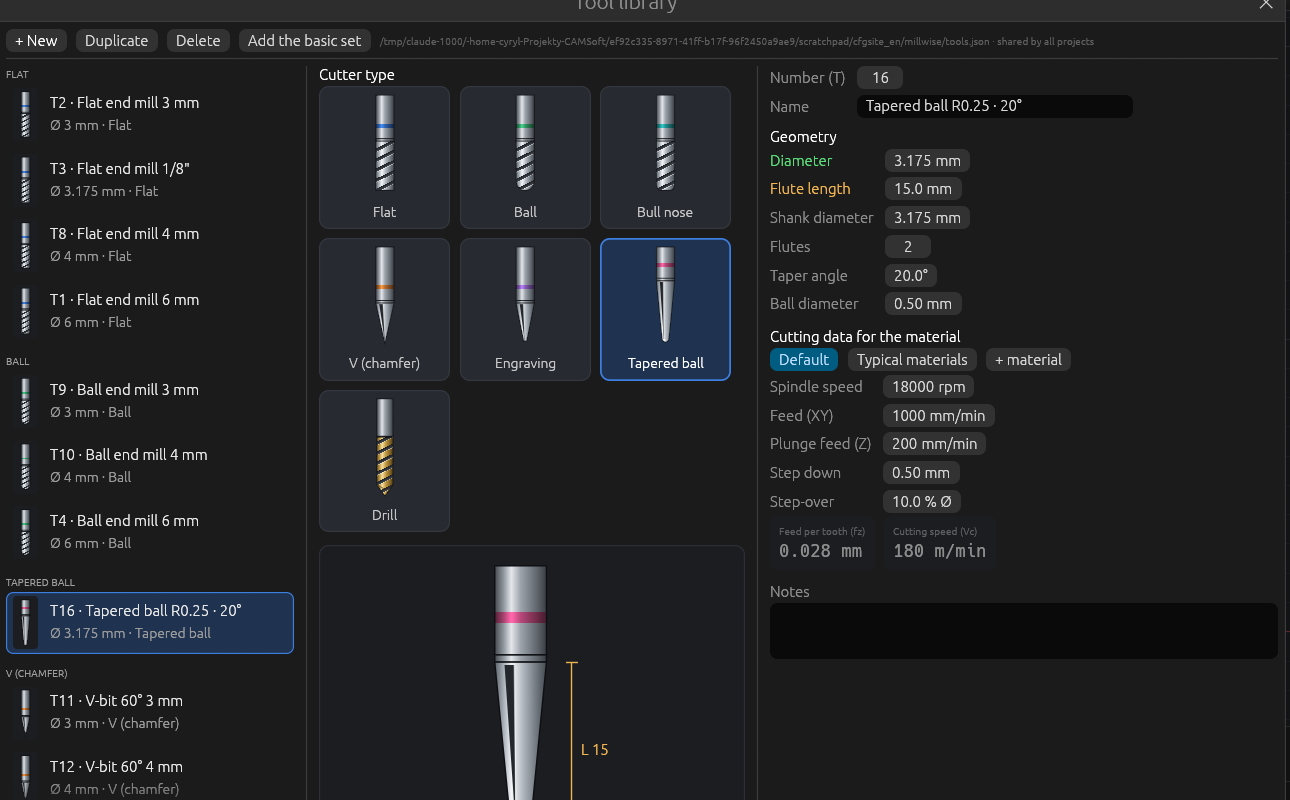 Tool library
+ New
Duplicate
Delete
Add the basic set
/tmp/claude-1000/-home-cyryl-Projekty-CAMSoft/ef92c335-8971-41ff-b17f-96f2450a9ae9/scratchpad/cfgsite_en/millwise/tools.json · shared by all projects
FLAT
T2 · Flat end mill 3 mm
Ø 3 mm · Flat
T3 · Flat end mill 1/8"
Ø 3.175 mm · Flat
T8 · Flat end mill 4 mm
Ø 4 mm · Flat
T1 · Flat end mill 6 mm
Ø 6 mm · Flat
BALL
T9 · Ball end mill 3 mm
Ø 3 mm · Ball
T10 · Ball end mill 4 mm
Ø 4 mm · Ball
T4 · Ball end mill 6 mm
Ø 6 mm · Ball
TAPERED BALL
T16 · Tapered ball R0.25 · 20°
Ø 3.175 mm · Tapered ball
V (CHAMFER)
T11 · V-bit 60° 3 mm
Ø 3 mm · V (chamfer)
T12 · V-bit 60° 4 mm
Ø 4 mm · V (chamfer)
Cutter type
Flat
Ball
Bull nose
V (chamfer)
Engraving
Tapered ball
Drill
L 15
Number (T) 16
Name Tapered ball R0.25 · 20°
Geometry
Diameter 3.175 mm
Flute length 15.0 mm
Shank diameter 3.175 mm
Flutes 2
Taper angle 20.0°
Ball diameter 0.50 mm
Cutting data for the material
Default Typical materials + material
Spindle speed 18000 rpm
Feed (XY) 1000 mm/min
Plunge feed (Z) 200 mm/min
Step down 0.50 mm
Step-over 10.0 % Ø
Feed per tooth (fz) Cutting speed (Vc)
0.028 mm 180 m/min
Notes